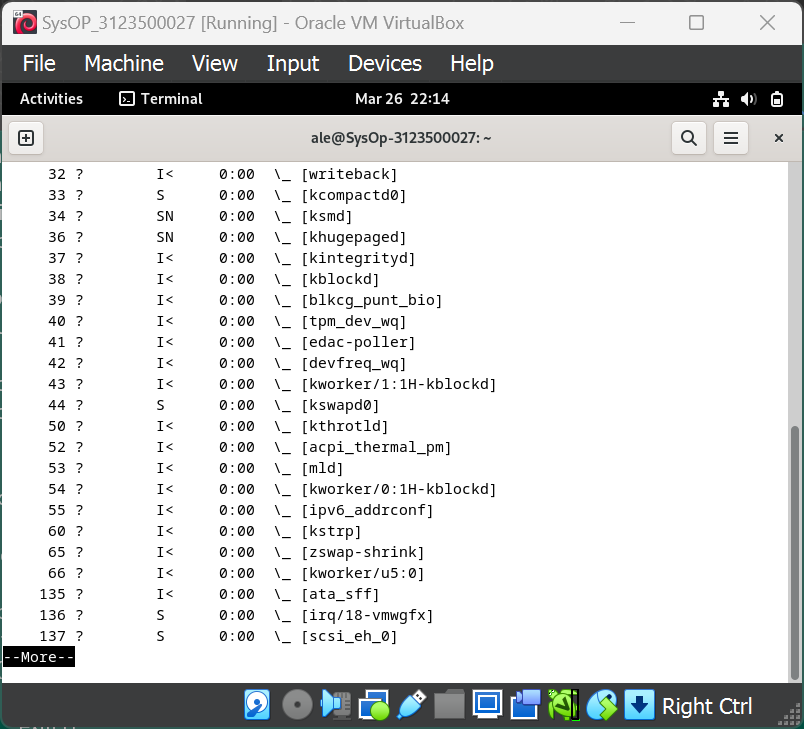 64
SysOP_3123500027 [Running] - Oracle VM VirtualBox
File Machine View Input Devices Help
Activities Terminal Mar 26 22:14
ale@SysOp-3123500027: ~
32 ? I< 0:00 \_ [writeback]
33 ? S 0:00 \_ [kcompactd0]
34 ? SN 0:00 \_ [ksmd]
36 ? SN 0:00 \_ [khugepaged]
37 ? I< 0:00 \_ [kintegrityd]
38 ? I< 0:00 \_ [kblockd]
39 ? I< 0:00 \_ [blkcg_punt_bio]
40 ? I< 0:00 \_ [tpm_dev_wq]
41 ? I< 0:00 \_ [edac-poller]
42 ? I< 0:00 \_ [devfreq_wq]
43 ? I< 0:00 \_ [kworker/1:1H-kblockd]
44 ? S 0:00 \_ [kswapd0]
50 ? I< 0:00 \_ [kthrotld]
52 ? I< 0:00 \_ [acpi_thermal_pm]
53 ? I< 0:00 \_ [mld]
54 ? I< 0:00 \_ [kworker/0:1H-kblockd]
55 ? I< 0:00 \_ [ipv6_addrconf]
60 ? I< 0:00 \_ [kstrp]
65 ? I< 0:00 \_ [zswap-shrink]
66 ? I< 0:00 \_ [kworker/u5:0]
135 ? I< 0:00 \_ [ata_sff]
136 ? S 0:00 \_ [irq/18-vmwgfx]
137 ? S 0:00 \_ [scsi_eh_0]
--More--
Right Ctrl